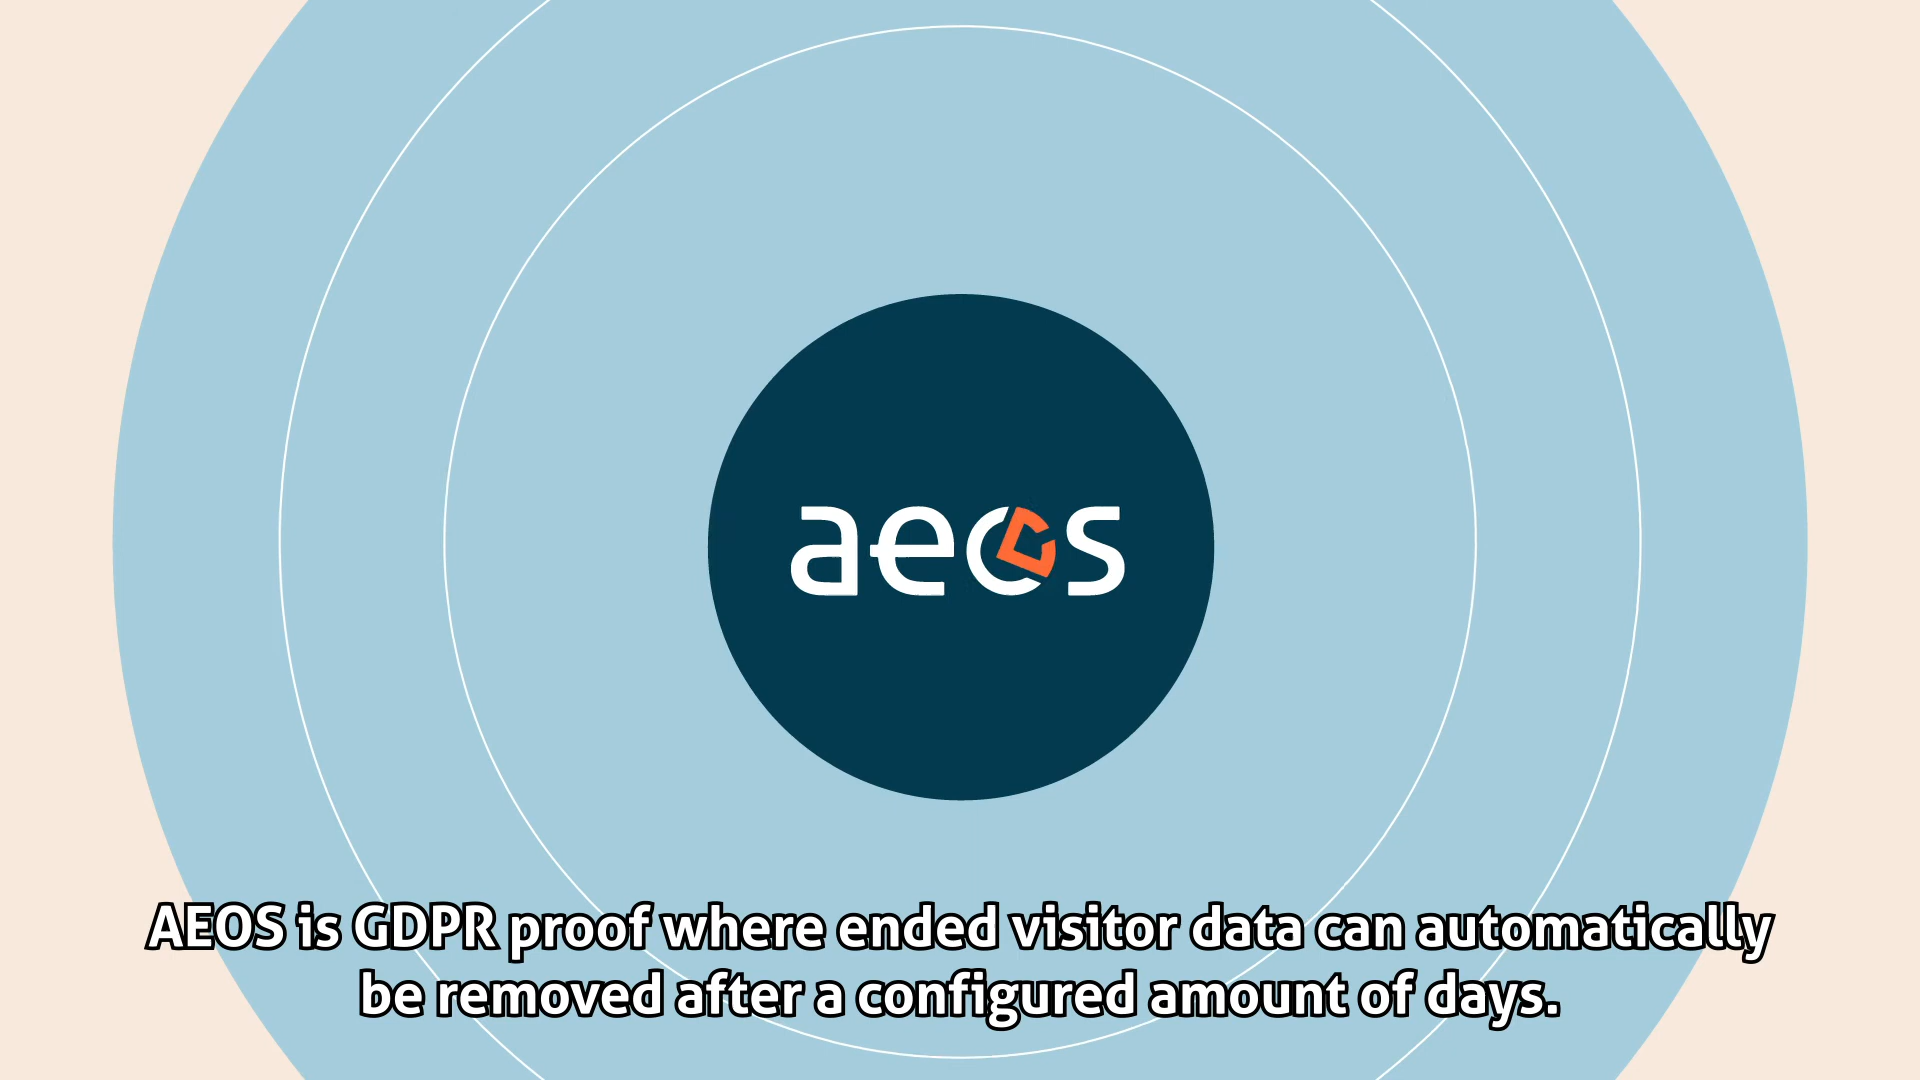 aeos
AEOS is GDPR proof where ended visitor data can automatically
be removed after a configured amount of days.